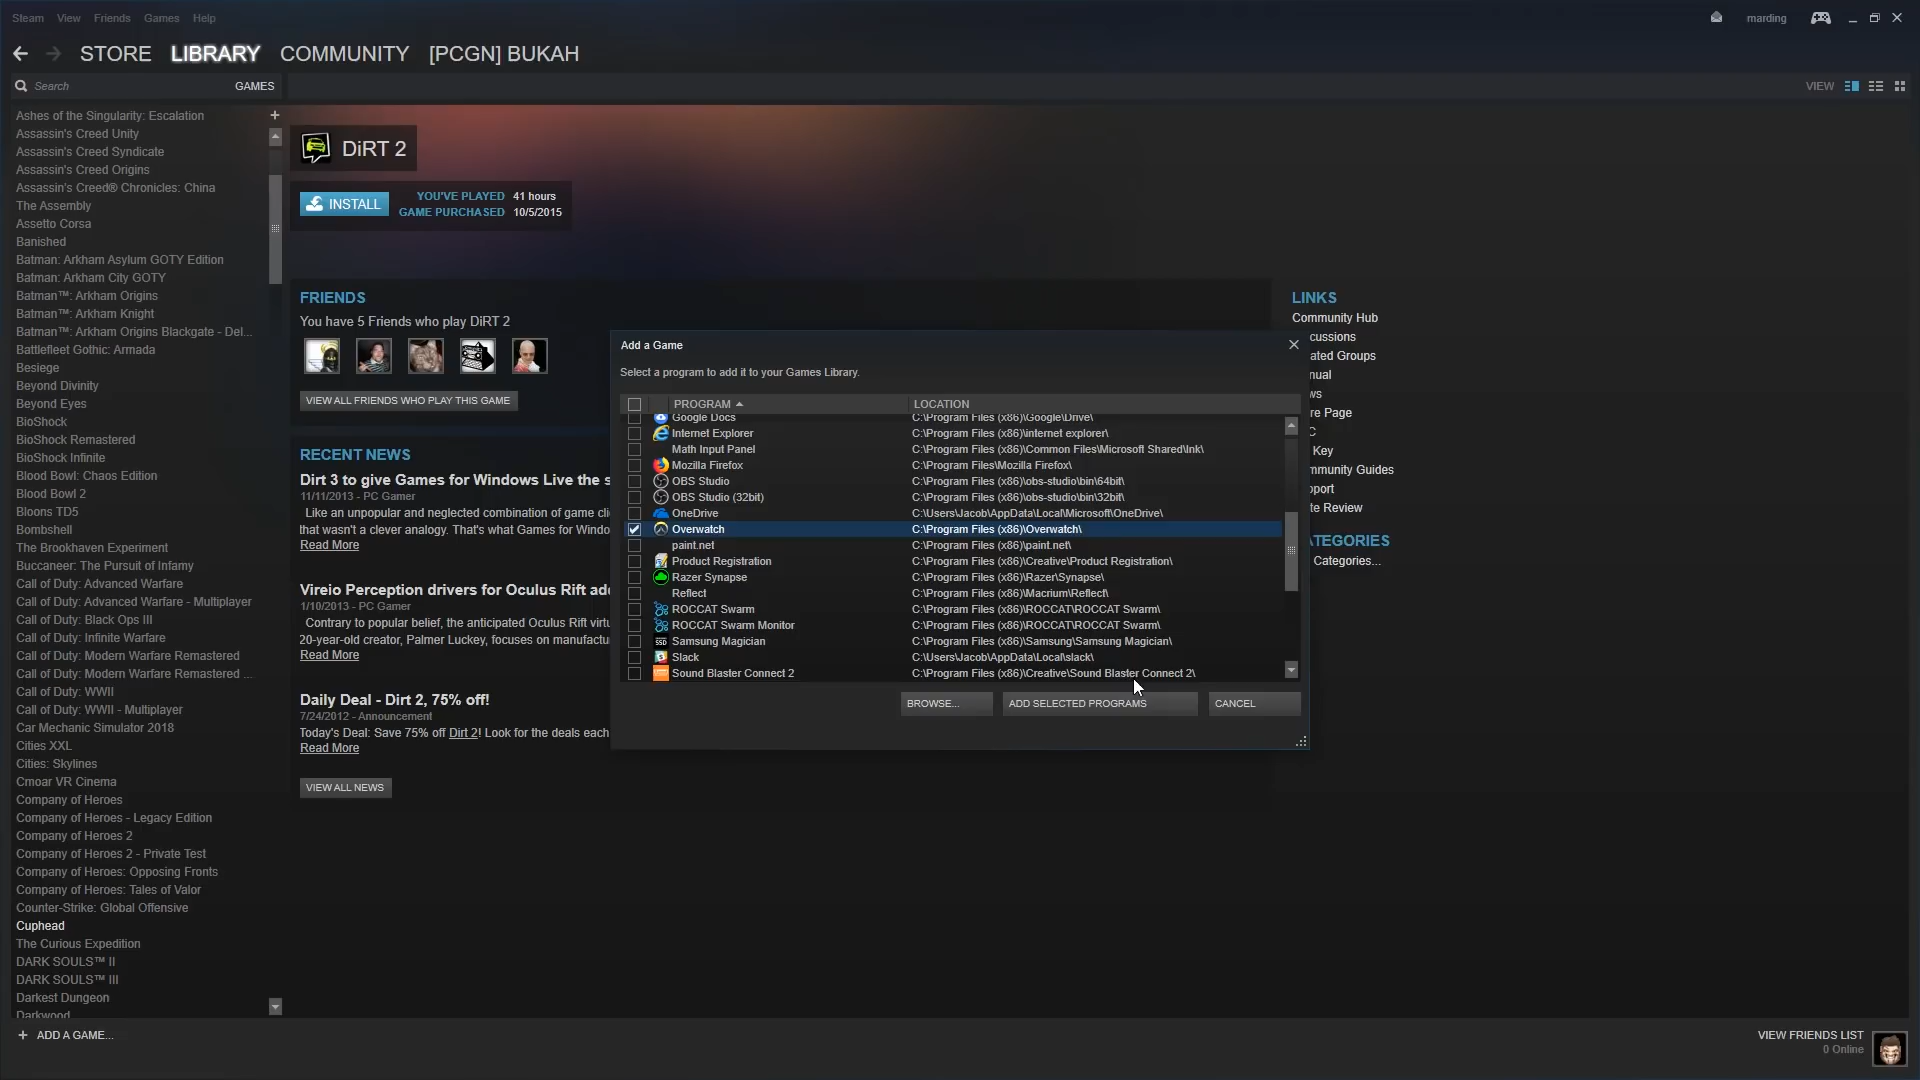 Steam View Friends Games Help
marding
STORE LIBRARY COMMUNITY [PCGN] BUKAH
Search GAMES
VIEW
Ashes of the Singularity: Escalation
Assassin's Creed Unity
Assassin's Creed Syndicate
Assassin's Creed Origins
Assassin's Creed® Chronicles: China
The Assembly
Assetto Corsa
Banished
Batman: Arkham Asylum GOTY Edition
Batman: Arkham City GOTY
Batman™: Arkham Origins
Batman™: Arkham Knight
Batman™: Arkham Origins Blackgate - Del...
Battlefleet Gothic: Armada
Besiege
Beyond Divinity
Beyond Eyes
BioShock
BioShock Remastered
BioShock Infinite
Blood Bowl: Chaos Edition
Blood Bowl 2
Bloons TD5
Bombshell
The Brookhaven Experiment
Buccaneer: The Pursuit of Infamy
Call of Duty: Advanced Warfare
Call of Duty: Advanced Warfare - Multiplayer
Call of Duty: Black Ops III
Call of Duty: Infinite Warfare
Call of Duty: Modern Warfare Remastered
Call of Duty: Modern Warfare Remastered ...
Call of Duty: WWII
Call of Duty: WWII - Multiplayer
Car Mechanic Simulator 2018
Cities XXL
Cities: Skylines
Cmoar VR Cinema
Company of Heroes
Company of Heroes - Legacy Edition
Company of Heroes 2
Company of Heroes 2 - Private Test
Company of Heroes: Opposing Fronts
Company of Heroes: Tales of Valor
Counter-Strike: Global Offensive
Cuphead
The Curious Expedition
DARK SOULS™ II
DARK SOULS™ III
Darkest Dungeon
Darkwood
+ ADD A GAME...
DiRT 2
INSTALL
YOU'VE PLAYED 41 hours
GAME PURCHASED 10/5/2015
FRIENDS
You have 5 Friends who play DiRT 2
VIEW ALL FRIENDS WHO PLAY THIS GAME
RECENT NEWS
Dirt 3 to give Games for Windows Live the s
11/11/2013 - PC Gamer
Like an unpopular and neglected combination of game cli
that wasn't a clever analogy. That's what Games for Windo
Read More
Vireio Perception drivers for Oculus Rift add
1/10/2013 - PC Gamer
Contrary to popular belief, the anticipated Oculus Rift virtu
20-year-old creator, Palmer Luckey, focuses on manufactu
Read More
Daily Deal - Dirt 2, 75% off!
7/24/2012 - Announcement
Today's Deal: Save 75% off Dirt 2! Look for the deals each
Read More
VIEW ALL NEWS
Add a Game
Select a program to add it to your Games Library.
PROGRAM LOCATION
Google Docs C:\Program Files (x86)\Google\Drive\
Internet Explorer C:\Program Files (x86)\internet explorer\
Math Input Panel C:\Program Files (x86)\Common Files\Microsoft Shared\Ink\
Mozilla Firefox C:\Program Files\Mozilla Firefox\
OBS Studio C:\Program Files (x86)\obs-studio\bin\64bit\
OBS Studio (32bit) C:\Program Files (x86)\obs-studio\bin\32bit\
OneDrive C:\Users\Jacob\AppData\Local\Microsoft\OneDrive\
Overwatch C:\Program Files (x86)\Overwatch\
paint.net C:\Program Files (x86)\paint.net\
Product Registration C:\Program Files (x86)\Creative\Product Registration\
Razer Synapse C:\Program Files (x86)\Razer\Synapse\
Reflect C:\Program Files (x86)\Macrium\Reflect\
ROCCAT Swarm C:\Program Files (x86)\ROCCAT\ROCCAT Swarm\
ROCCAT Swarm Monitor C:\Program Files (x86)\ROCCAT\ROCCAT Swarm\
Samsung Magician C:\Program Files (x86)\Samsung\Samsung Magician\
Slack C:\Users\Jacob\AppData\Local\slack\
Sound Blaster Connect 2 C:\Program Files (x86)\Creative\Sound Blaster Connect 2\
BROWSE... ADD SELECTED PROGRAMS CANCEL
LINKS
Community Hub
cussions
ated Groups
nual
ws
re Page
C
Key
mmunity Guides
pport
te Review
ATEGORIES
Categories...
VIEW FRIENDS LIST
0 Online